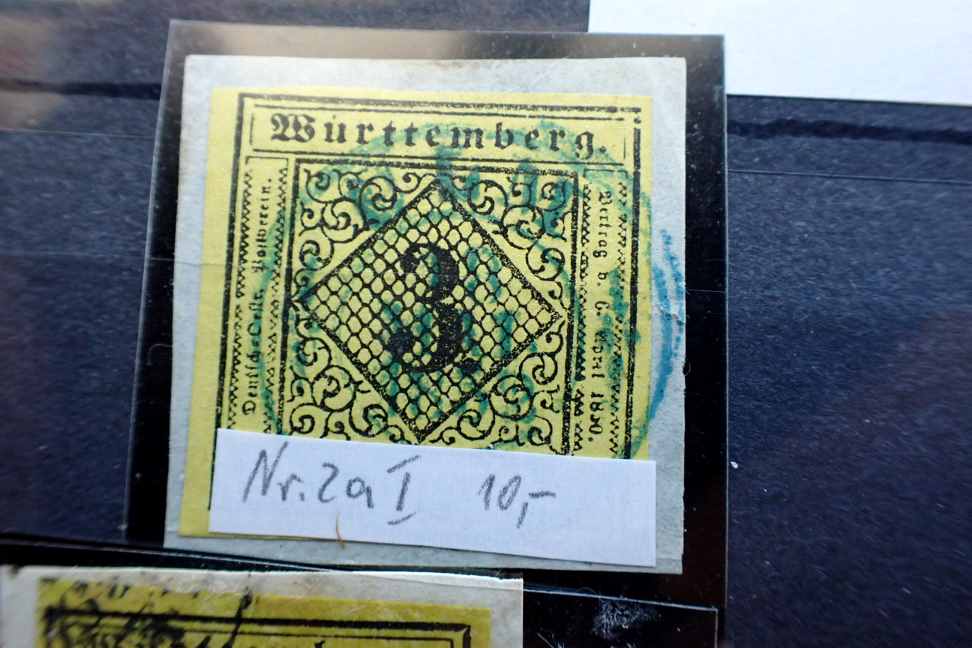 Württemberg.
Deutsch-Oestr. Postverein.
3
Vertrag v. 6. April 1850.
Nr. 2a I 10,-